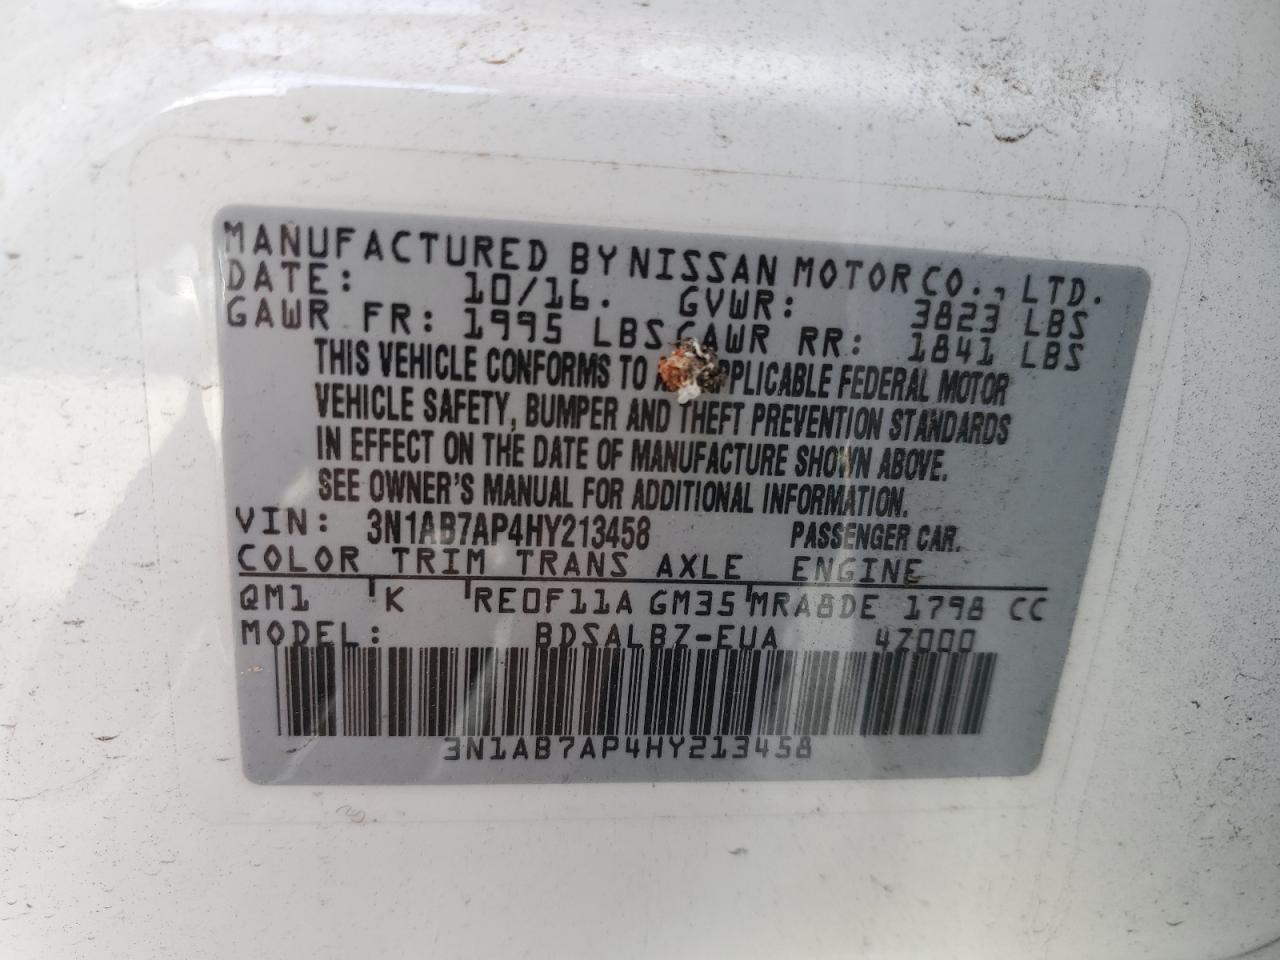 MANUFACTURED BY NISSAN MOTOR CO., LTD.
DATE: 10/16. GVWR: 3823 LBS
GAWR FR: 1995 LBS GAWR RR: 1841 LBS
THIS VEHICLE CONFORMS TO APPLICABLE FEDERAL MOTOR
VEHICLE SAFETY, BUMPER AND THEFT PREVENTION STANDARDS
IN EFFECT ON THE DATE OF MANUFACTURE SHOWN ABOVE.
SEE OWNER'S MANUAL FOR ADDITIONAL INFORMATION.
VIN: 3N1AB7AP4HY213458 PASSENGER CAR.
COLOR TRIM TRANS AXLE ENGINE
QM1 K RE0F11A GM35 MRA8DE 1798 CC
MODEL: BDSALBZ-EUA 4Z000
3N1AB7AP4HY213458